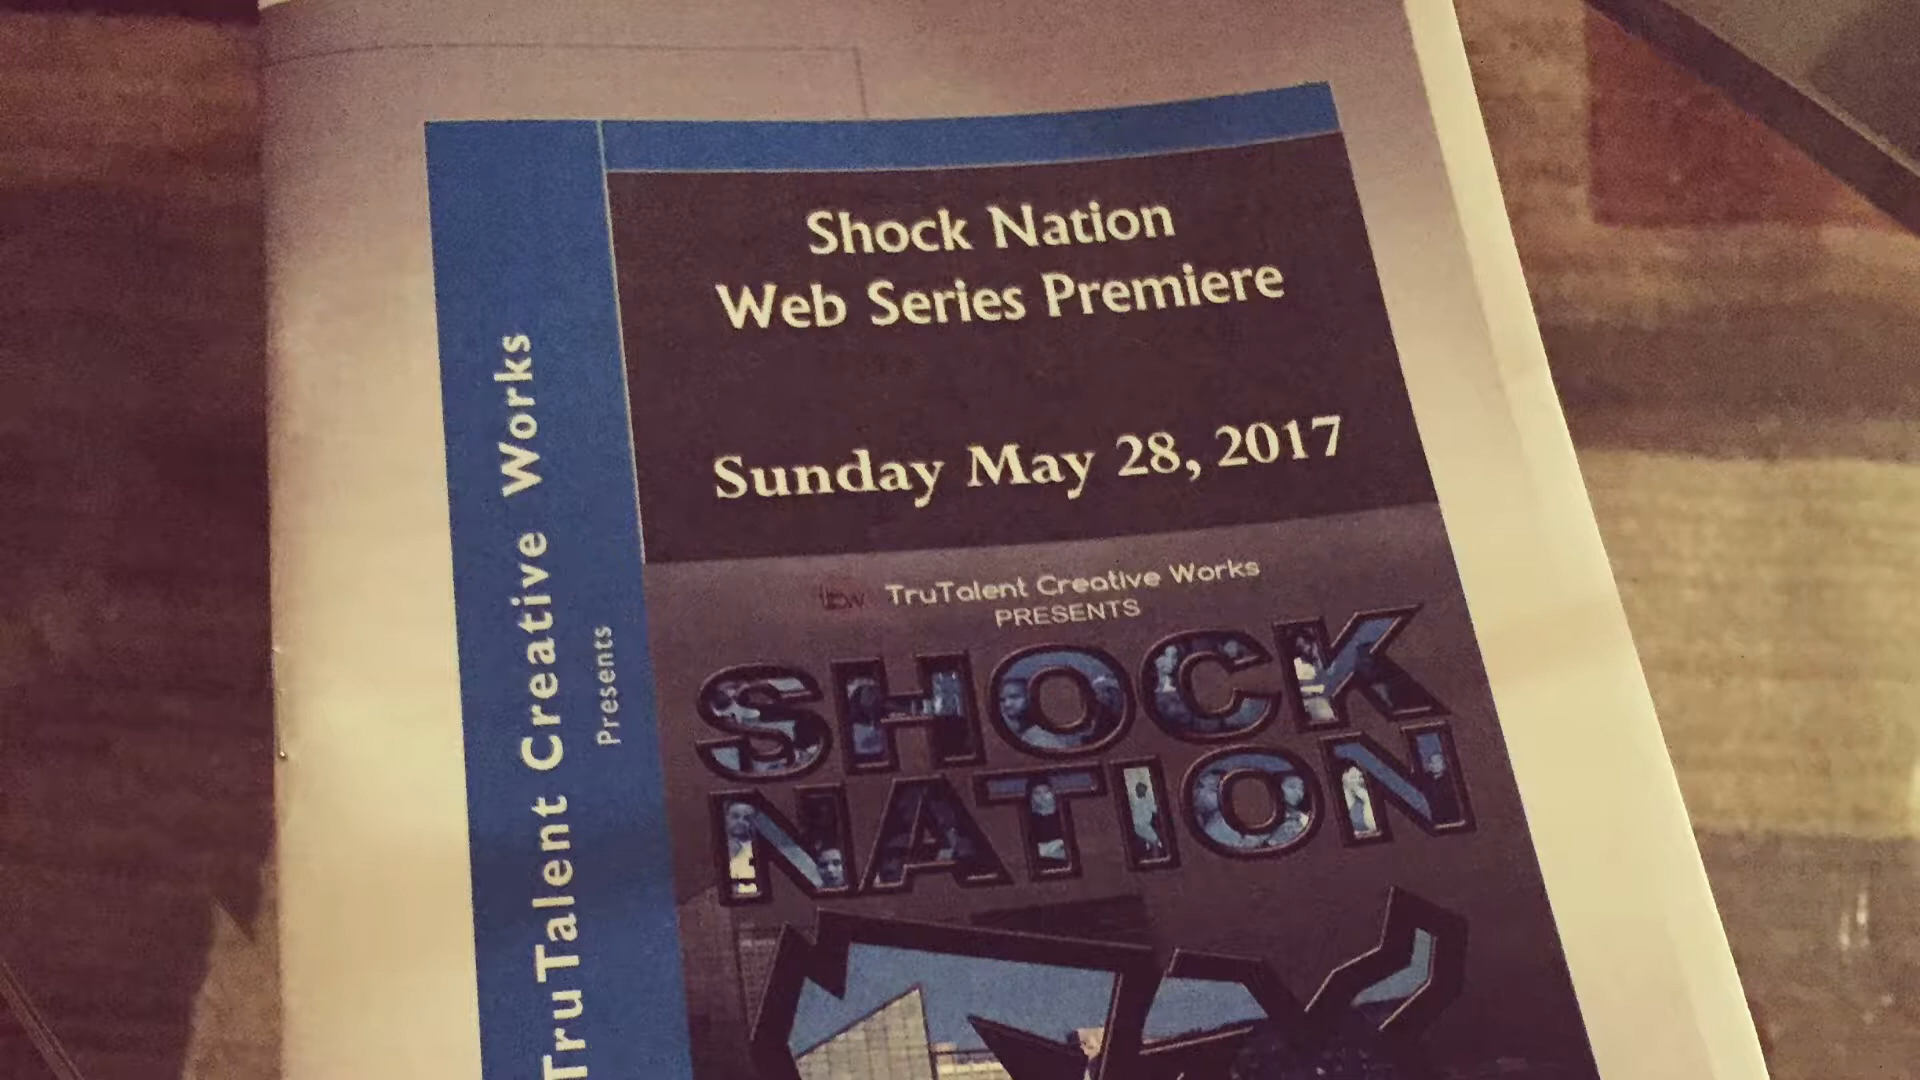 Shock Nation
Web Series Premiere
Sunday May 28, 2017
TruTalent Creative Works
Presents
tcw TruTalent Creative Works
PRESENTS
SHOCK
NATION